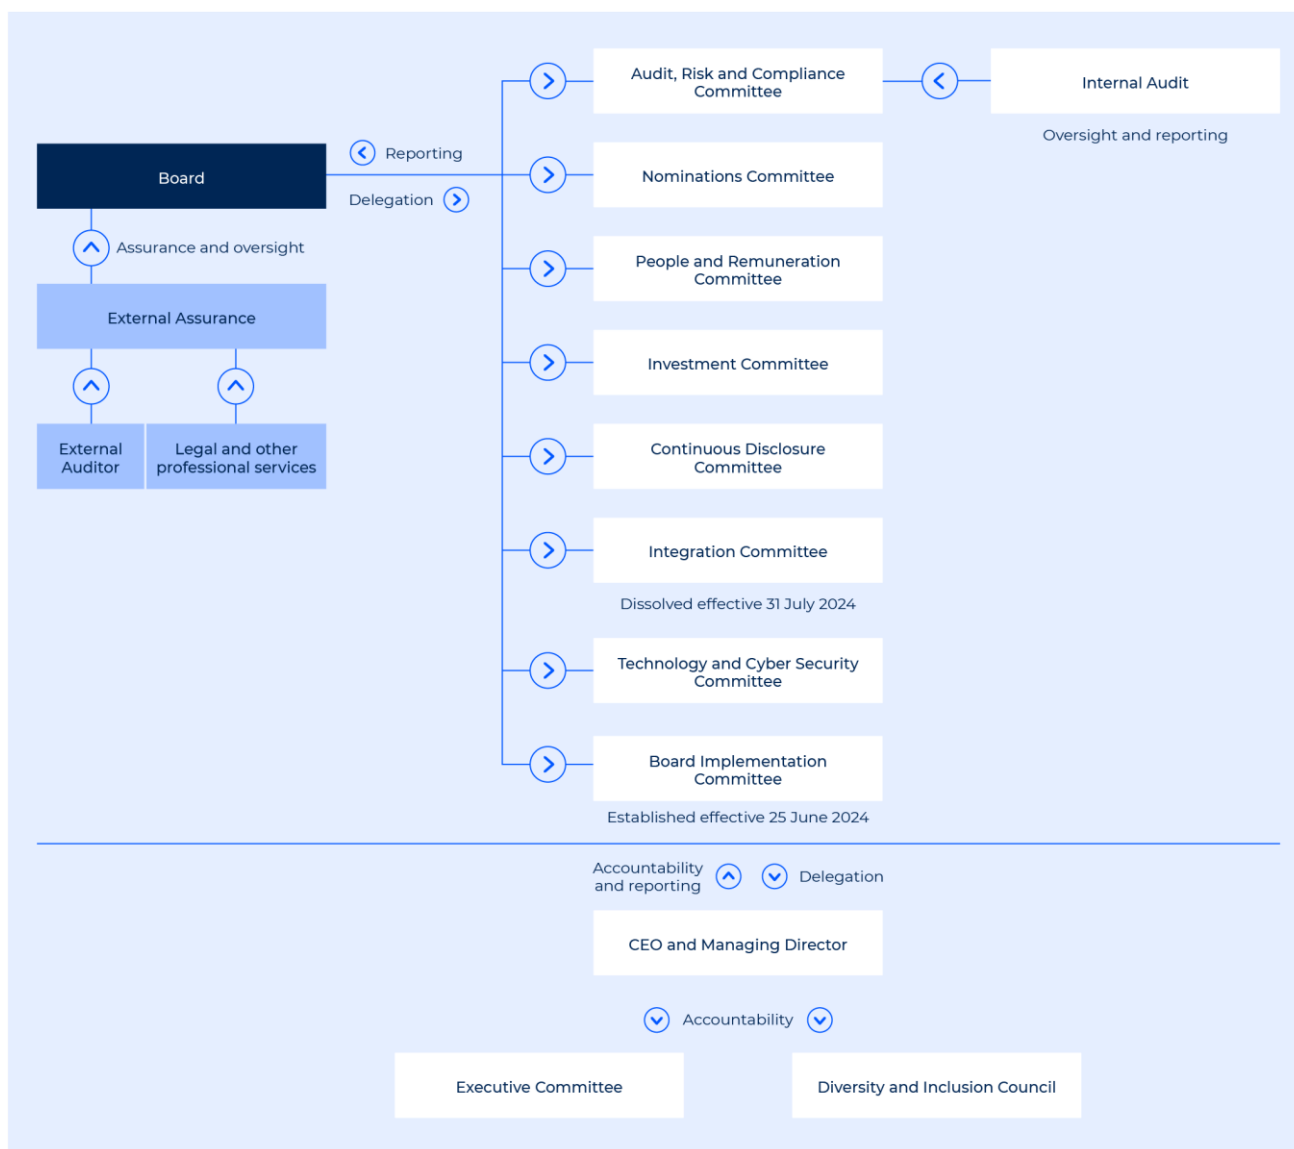 Audit, Risk and Compliance
Committee
Internal Audit
Oversight and reporting
Reporting
Board
Delegation
Nominations Committee
Assurance and oversight
People and Remuneration
Committee
External Assurance
Investment Committee
External
Auditor
Legal and other
professional services
Continuous Disclosure
Committee
Integration Committee
Dissolved effective 31 July 2024
Technology and Cyber Security
Committee
Board Implementation
Committee
Established effective 25 June 2024
Accountability
and reporting
Delegation
CEO and Managing Director
Accountability
Executive Committee
Diversity and Inclusion Council